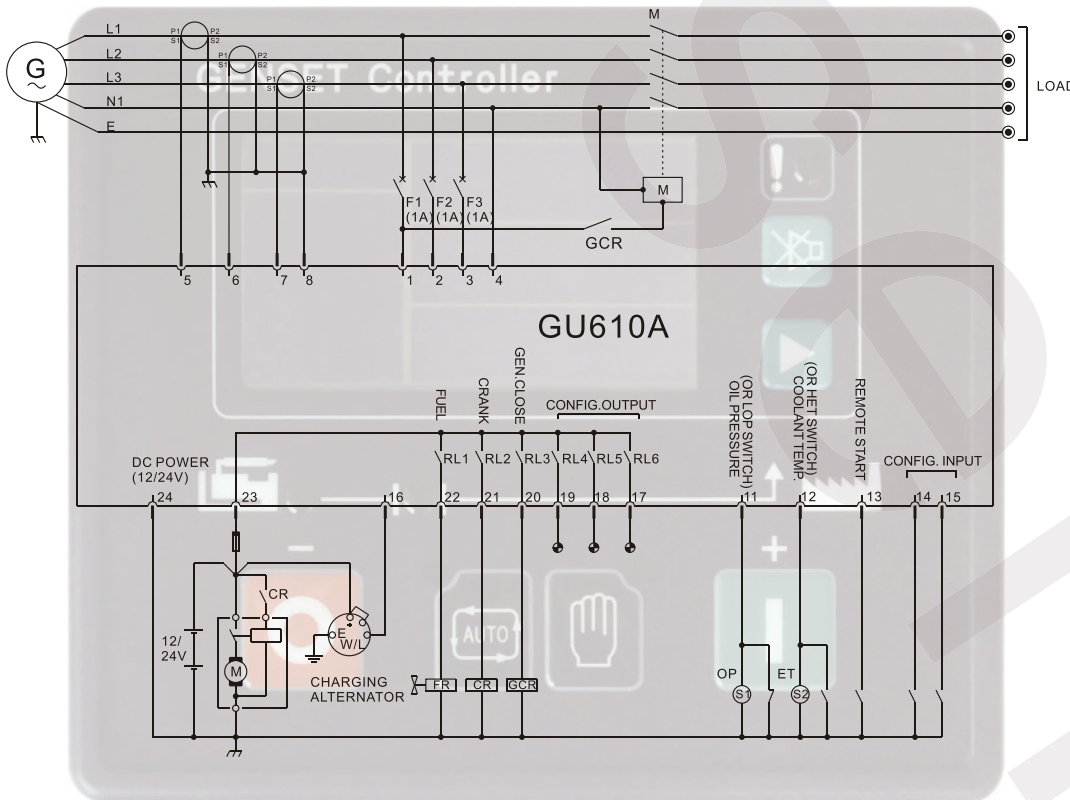 L1
P1 P2
S1 S2
M
L2
P1 P2
S1 S2
G
~
GENSET Controller
L3
P1 P2
S1 S2
LOAD
N1
E
M
F1 F2 F3
(1A) (1A) (1A)
GCR
5 6 7 8 1 2 3 4
GU610A
FUEL
CRANK
GEN.CLOSE
CONFIG.OUTPUT
OIL PRESSURE
(OR LOP SWITCH)
COOLANT TEMP.
(OR HET SWITCH)
REMOTE START
CONFIG. INPUT
RL1 RL2 RL3 RL4 RL5 RL6
DC POWER
(12/24V)
24 23 16 22 21 20 19 18 17 11 12 13 14 15
CR
12/
24V
M
+
E
W/L
CHARGING
ALTERNATOR
AUTO
FR CR GCR
OP S1 ET S2